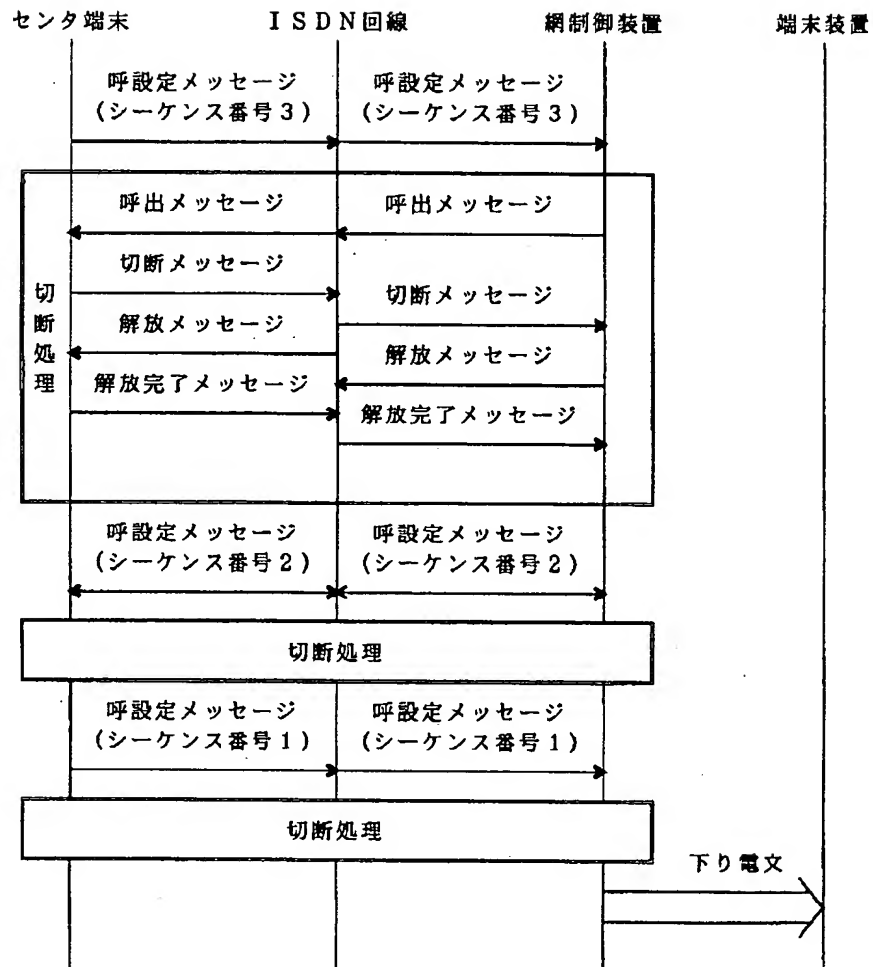 センタ端末
ＩＳＤＮ回線
網制御装置
端末装置
呼設定メッセージ
(シーケンス番号３)
呼設定メッセージ
(シーケンス番号３)
呼出メッセージ
呼出メッセージ
切断メッセージ
切断メッセージ
切断処理
解放メッセージ
解放メッセージ
解放完了メッセージ
解放完了メッセージ
呼設定メッセージ
(シーケンス番号２)
呼設定メッセージ
(シーケンス番号２)
切断処理
呼設定メッセージ
(シーケンス番号１)
呼設定メッセージ
(シーケンス番号１)
切断処理
下り電文